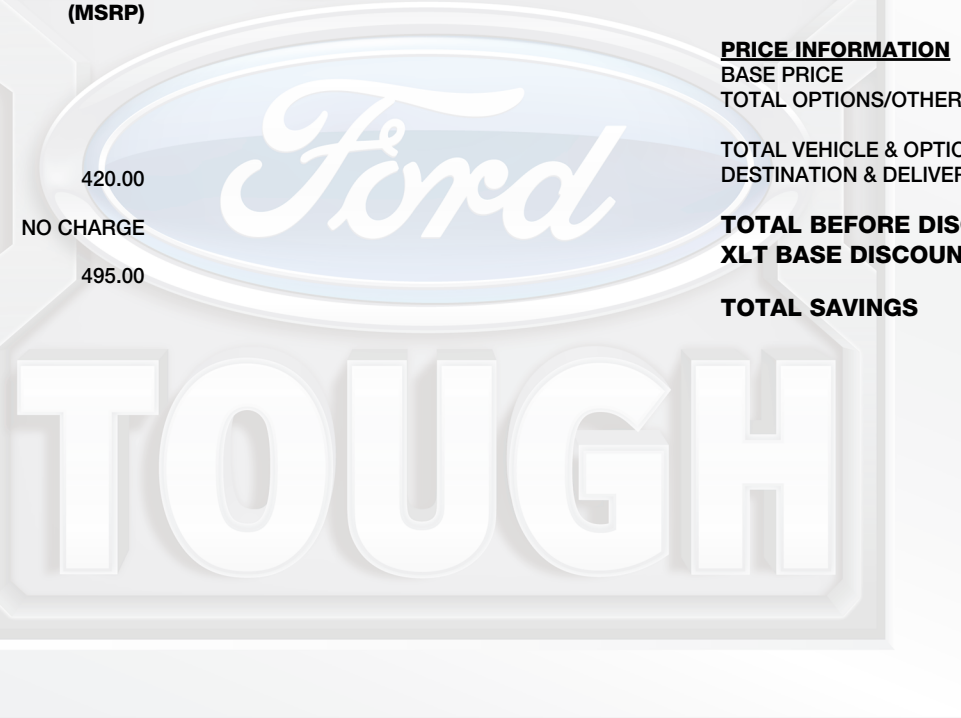 (MSRP)
420.00
NO CHARGE
495.00
PRICE INFORMATION
BASE PRICE
TOTAL OPTIONS/OTHER
TOTAL VEHICLE & OPTIO
DESTINATION & DELIVER
TOTAL BEFORE DIS
XLT BASE DISCOUN
TOTAL SAVINGS
Ford
TOUGH